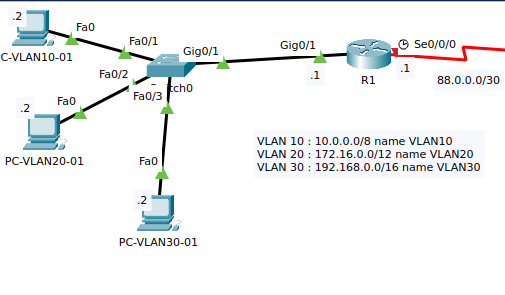 .2
Fa0
Fa0/1
C-VLAN10-01
Gig0/1
Gig0/1
Se0/0/0
.1
.1
R1
88.0.0.0/30
Fa0/2
tch0
Fa0/3
.2
Fa0
PC-VLAN20-01
VLAN 10 : 10.0.0.0/8 name VLAN10
VLAN 20 : 172.16.0.0/12 name VLAN20
VLAN 30 : 192.168.0.0/16 name VLAN30
Fa0
.2
PC-VLAN30-01